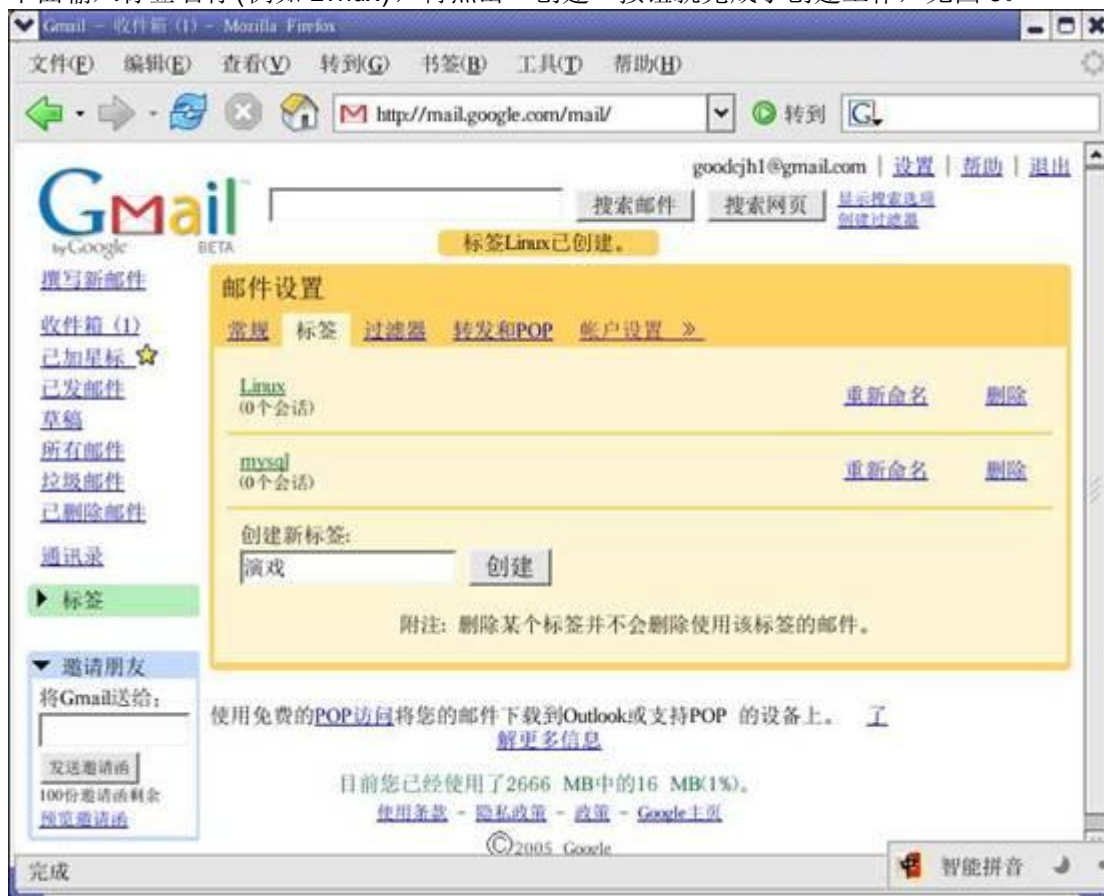 Gmail - 收件箱 (1) - Mozilla Firefox
文件(F) 编辑(E) 查看(V) 转到(G) 书签(B) 工具(T) 帮助(H)
http://mail.google.com/mail/ 转到 G
goodcjh1@gmail.com | 设置 | 帮助 | 退出
Gmail by Google BETA
搜索邮件 搜索网页 显示搜索选项
创建过滤器
标签Linux已创建。
撰写新邮件
收件箱 (1)
已加星标
已发邮件
草稿
所有邮件
垃圾邮件
已删除邮件
通讯录
标签
邀请朋友
将Gmail送给:
发送邀请函
100份邀请函剩余
预览邀请函
邮件设置
常规 标签 过滤器 转发和POP 帐户设置 »
Linux 重新命名 删除
(0个会话)
mysql 重新命名 删除
(0个会话)
创建新标签:
演戏 创建
附注: 删除某个标签并不会删除使用该标签的邮件。
使用免费的POP访问将您的邮件下载到Outlook或支持POP 的设备上。 了
解更多信息
目前您已经使用了2666 MB中的16 MB(1%)。
使用条款 - 隐私政策 - 政策 - Google主页
©2005 Google
完成
智能拼音